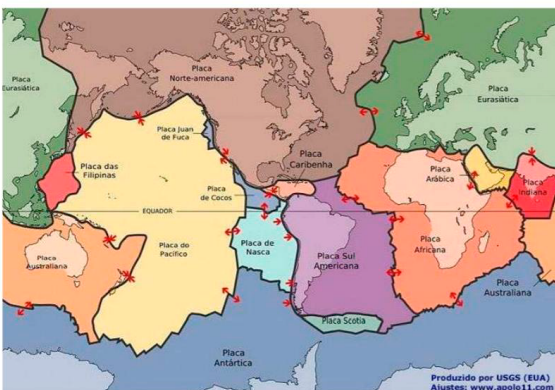 Placa
Eurasiática
Placa
Norte-americana
Placa
Eurasiática
Placa Juan
de Fuca
Placa das
Filipinas
Placa
Caribenha
Placa
de Cocos
Placa
Arábica
Placa
Indiana
EQUADOR
Placa
Australiana
Placa do
Pacífico
Placa de
Nasca
Placa Sul
Americana
Placa
Africana
Placa
Australiana
Placa Scotia
Placa
Antártica
Produzido por USGS (EUA)
Ajustes: www.apolo11.com